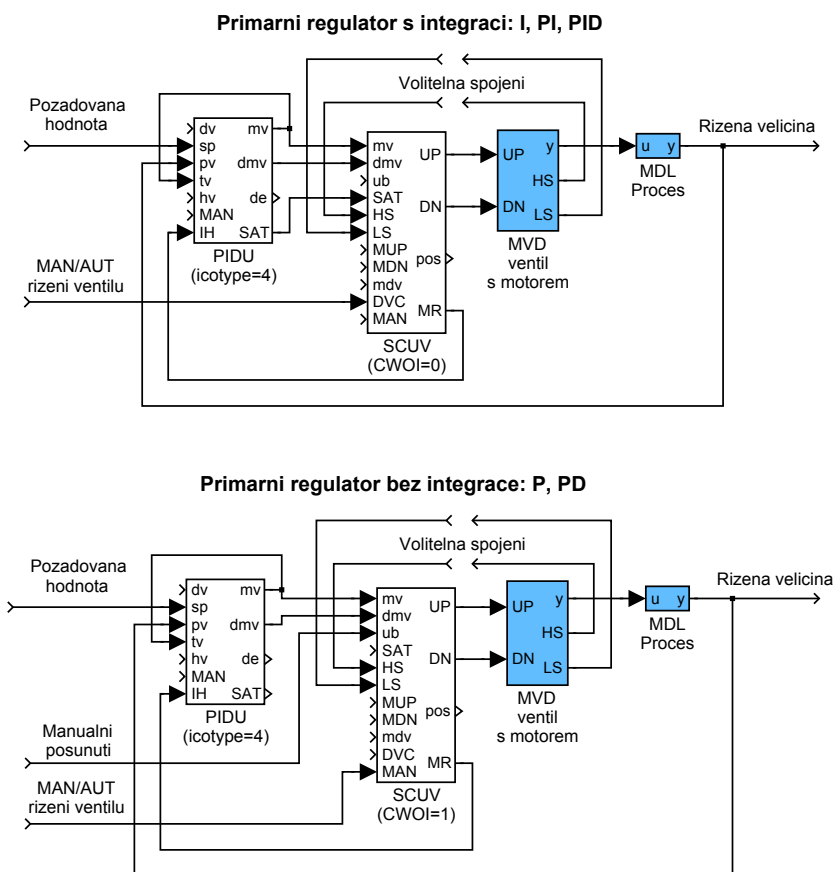 Primarni regulator s integraci: I, PI, PID
Volitelna spojeni
Pozadovana
hodnota
dv
sp
pv
tv
hv
MAN
IH
mv
dmv
de
SAT
PIDU
(icotype=4)
MAN/AUT
rizeni ventilu
mv
dmv
ub
SAT
HS
LS
MUP
MDN
mdv
DVC
MAN
UP
DN
pos
MR
SCUV
(CWOI=0)
UP
DN
y
HS
LS
MVD
ventil
s motorem
u y
MDL
Proces
Rizena velicina
Primarni regulator bez integrace: P, PD
Volitelna spojeni
Pozadovana
hodnota
dv
sp
pv
tv
hv
MAN
IH
mv
dmv
de
SAT
PIDU
(icotype=4)
Manualni
posunuti
MAN/AUT
rizeni ventilu
mv
dmv
ub
SAT
HS
LS
MUP
MDN
mdv
DVC
MAN
UP
DN
pos
MR
SCUV
(CWOI=1)
UP
DN
y
HS
LS
MVD
ventil
s motorem
u y
MDL
Proces
Rizena velicina